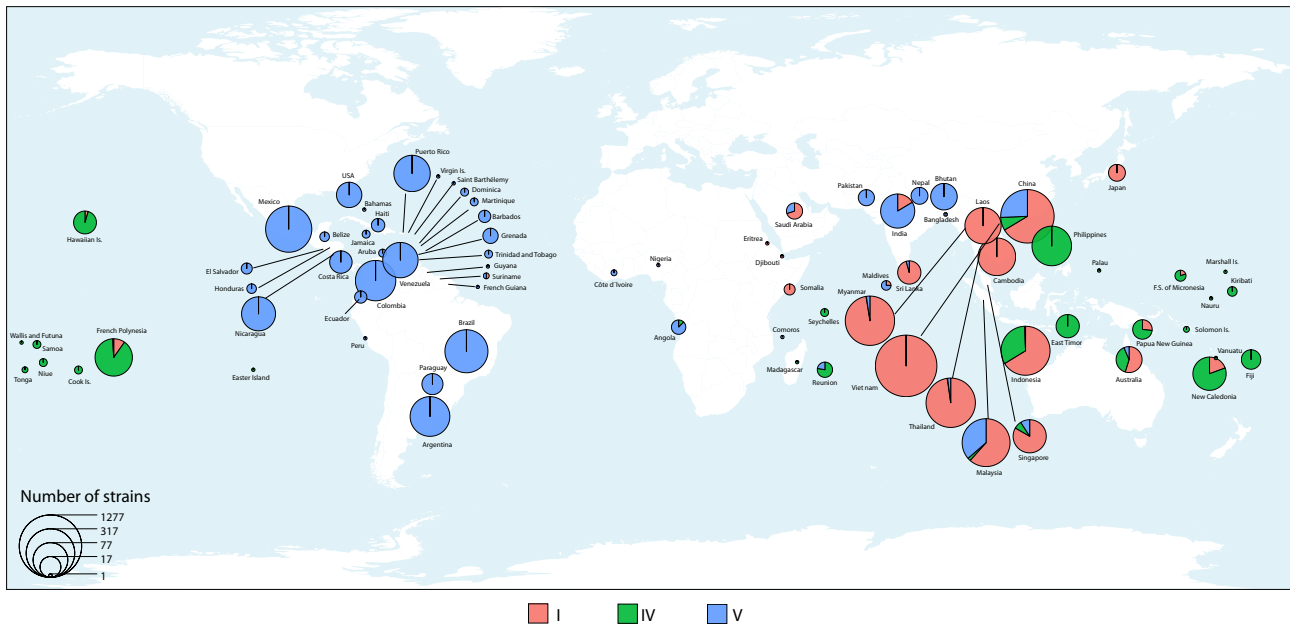 Puerto Rico
Virgin Is.
Saint Barthélemy
Dominica
Martinique
Barbados
Grenada
Trinidad and Tobago
Guyana
Suriname
French Guiana
USA
Bahamas
Mexico
Haiti
Belize
Jamaica
Aruba
El Salvador
Costa Rica
Honduras
Venezuela
Colombia
Nicaragua
Ecuador
Peru
Brazil
Paraguay
Argentina
Easter Island
Hawaiian Is.
Wallis and Futuna
French Polynesia
Samoa
Niue
Tonga
Cook Is.
Côte d´Ivoire
Nigeria
Angola
Eritrea
Djibouti
Saudi Arabia
Somalia
Seychelles
Comoros
Madagascar
Reunion
Pakistan
Nepal
Bhutan
India
Bangladesh
Maldives
Sri Lanka
Laos
China
Japan
Philippines
Cambodia
Myanmar
Viet nam
Thailand
Malaysia
Singapore
Indonesia
East Timor
Palau
Marshall Is.
F.S. of Micronesia
Kiribati
Nauru
Papua New Guinea
Solomon Is.
Australia
Vanuatu
Fiji
New Caledonia
Number of strains
1277
317
77
17
1
I IV V